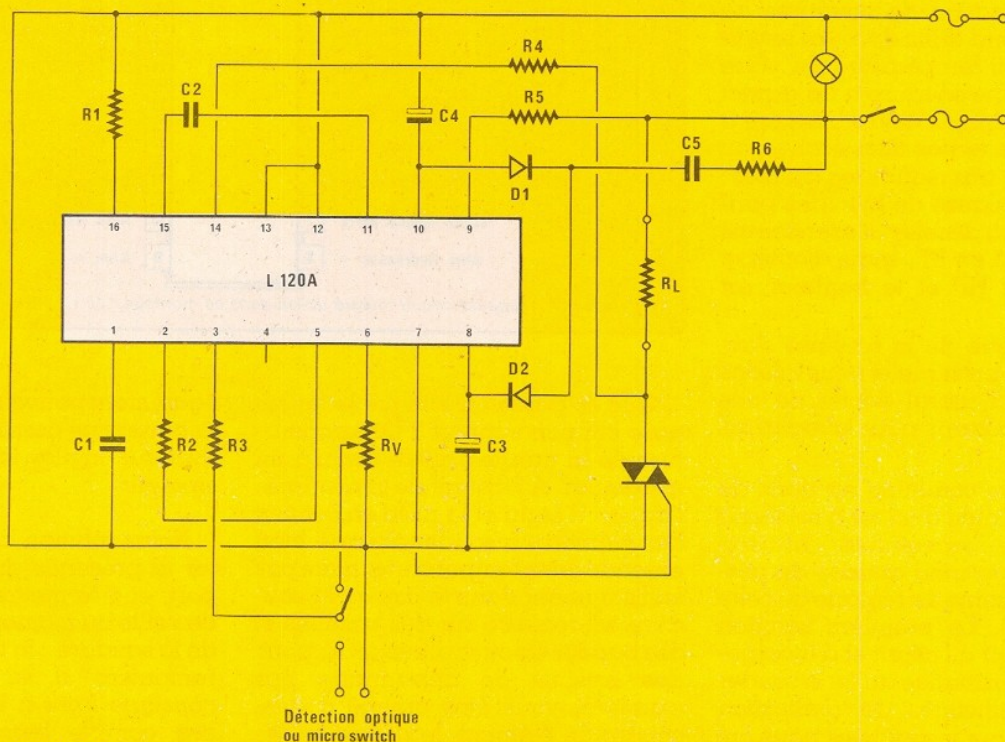 R4
C2
R1
R5
C4
C5
R6
D1
16 15 14 13 12 11 10 9
L 120A
1 2 3 4 5 6 7 8
RL
D2
C1
R2
R3
RV
C3
Détection optique
ou micro switch